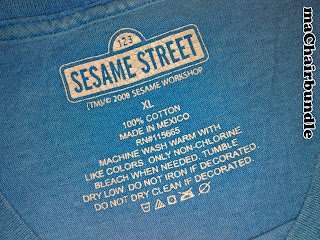 123
SESAME STREET
(TM)/© 2008 SESAME WORKSHOP
XL
100% COTTON
MADE IN MEXICO
RN#115665
MACHINE WASH WARM WITH
LIKE COLORS. ONLY NON-CHLORINE
BLEACH WHEN NEEDED. TUMBLE
DRY LOW. DO NOT IRON IF DECORATED.
DO NOT DRY CLEAN IF DECORATED.
maChairbundle